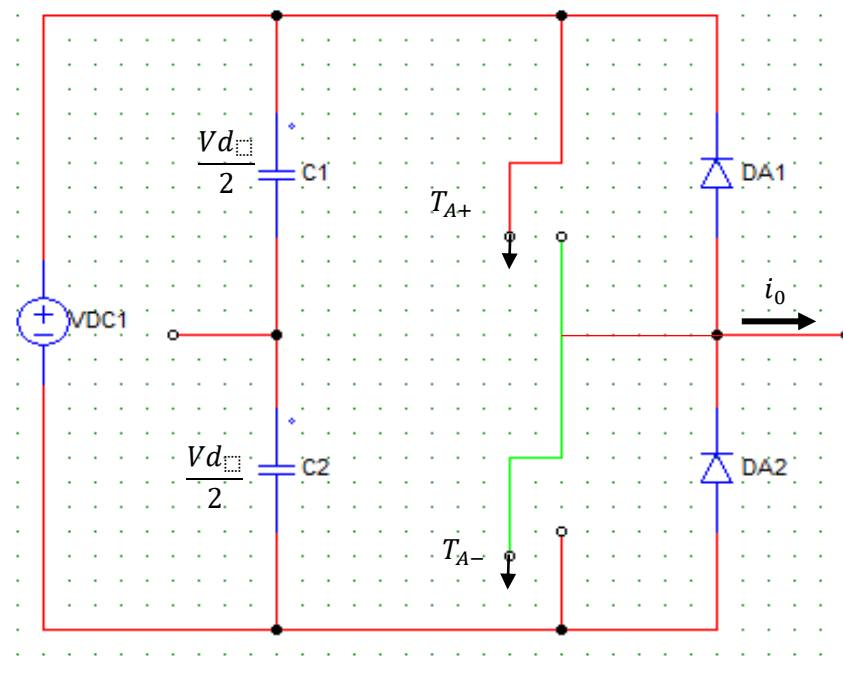 Vd
2
C1
DA1
T_{A+}
i_0
+
VDC1
Vd
2
C2
DA2
T_{A−}